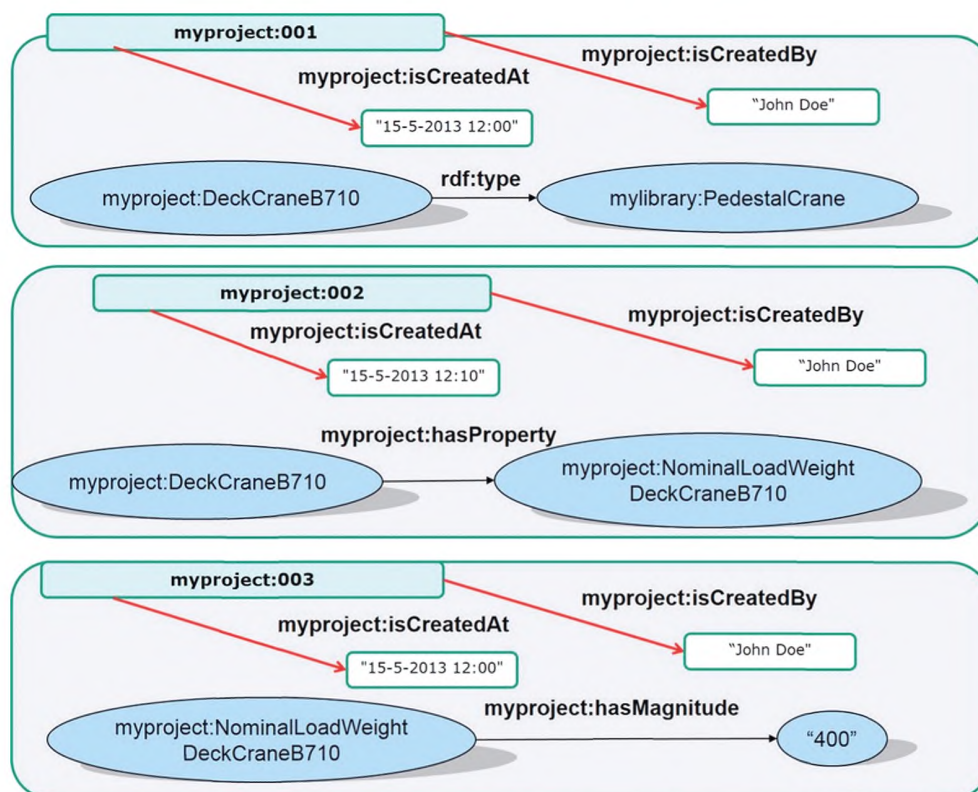 myproject:001
myproject:isCreatedBy
myproject:isCreatedAt
“John Doe”
"15-5-2013 12:00"
rdf:type
myproject:DeckCraneB710
mylibrary:PedestalCrane
myproject:002
myproject:isCreatedBy
myproject:isCreatedAt
“John Doe”
"15-5-2013 12:10"
myproject:hasProperty
myproject:DeckCraneB710
myproject:NominalLoadWeight
DeckCraneB710
myproject:003
myproject:isCreatedBy
myproject:isCreatedAt
“John Doe”
"15-5-2013 12:00"
myproject:hasMagnitude
myproject:NominalLoadWeight
DeckCraneB710
“400”